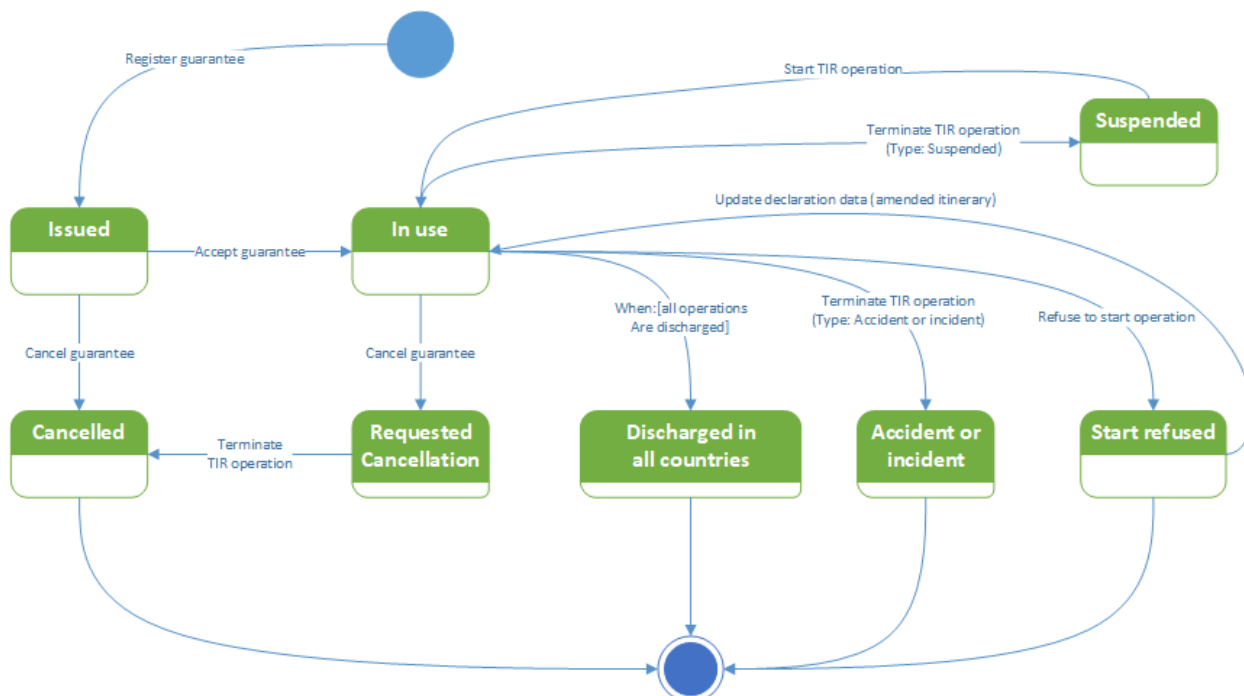 Register guarantee
Start TIR operation
Suspended
Terminate TIR operation
(Type: Suspended)
Update declaration data (amended itinerary)
Issued
In use
Accept guarantee
When:[all operations
Are discharged]
Terminate TIR operation
(Type: Accident or incident)
Refuse to start operation
Cancel guarantee
Cancel guarantee
Cancelled
Terminate
TIR operation
Requested
Cancellation
Discharged in
all countries
Accident or
incident
Start refused